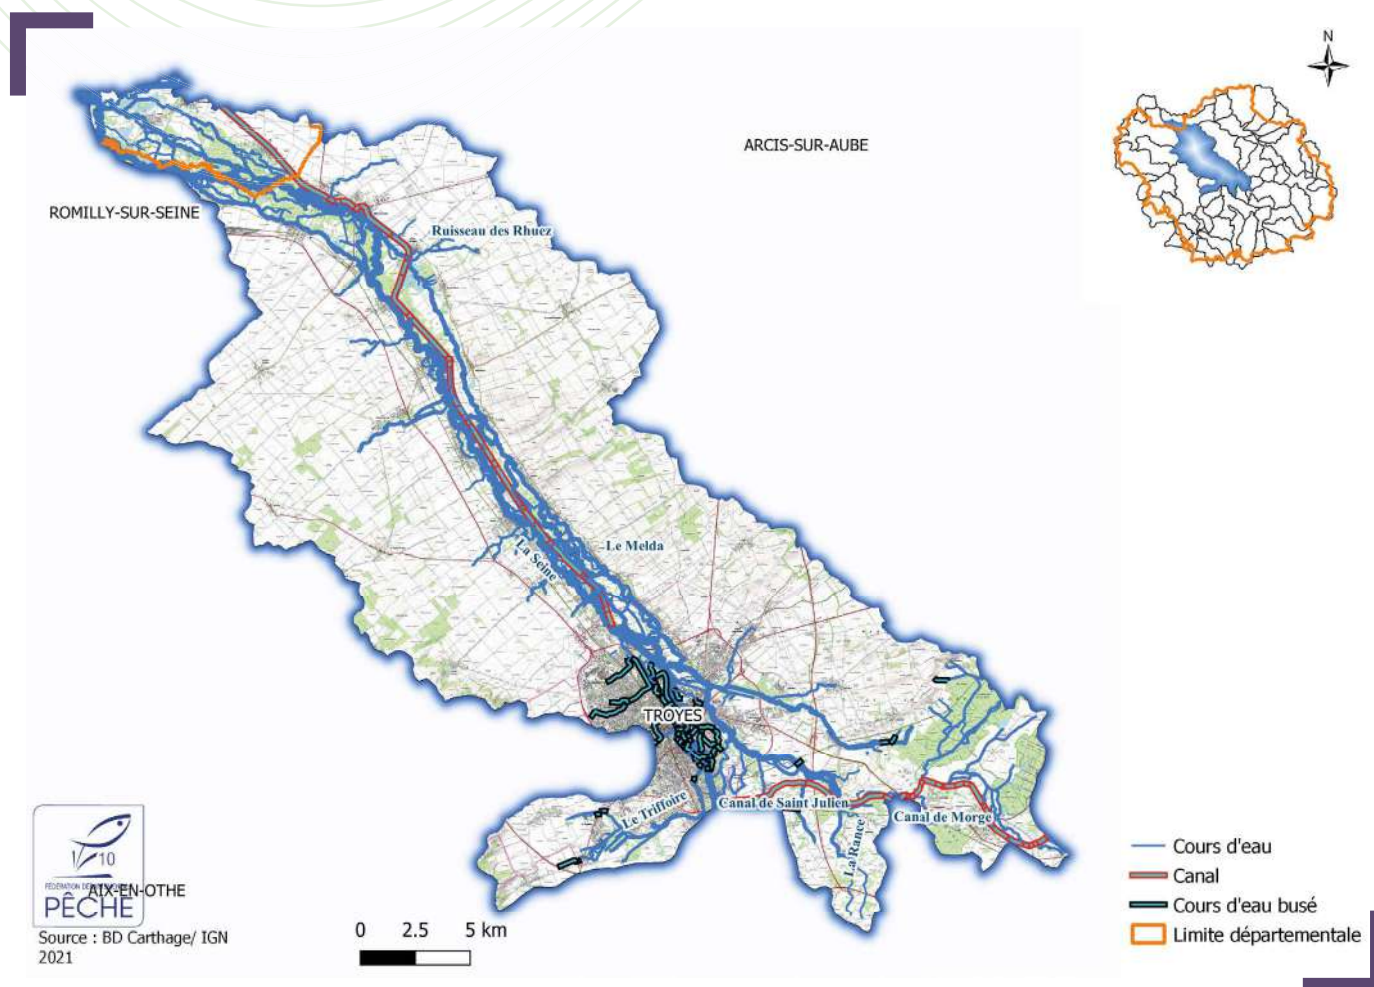 N
ARCIS-SUR-AUBE
ROMILLY-SUR-SEINE
Ruisseau des Rhuez
Le Melda
La Seine
TROYES
Le Triffoire
Canal de Saint Julien
Canal de Morge
La Rance
10
PÊCHE
AIX-EN-OTHE
Source : BD Carthage/ IGN
2021
0 2.5 5 km
Cours d'eau
Canal
Cours d'eau busé
Limite départementale